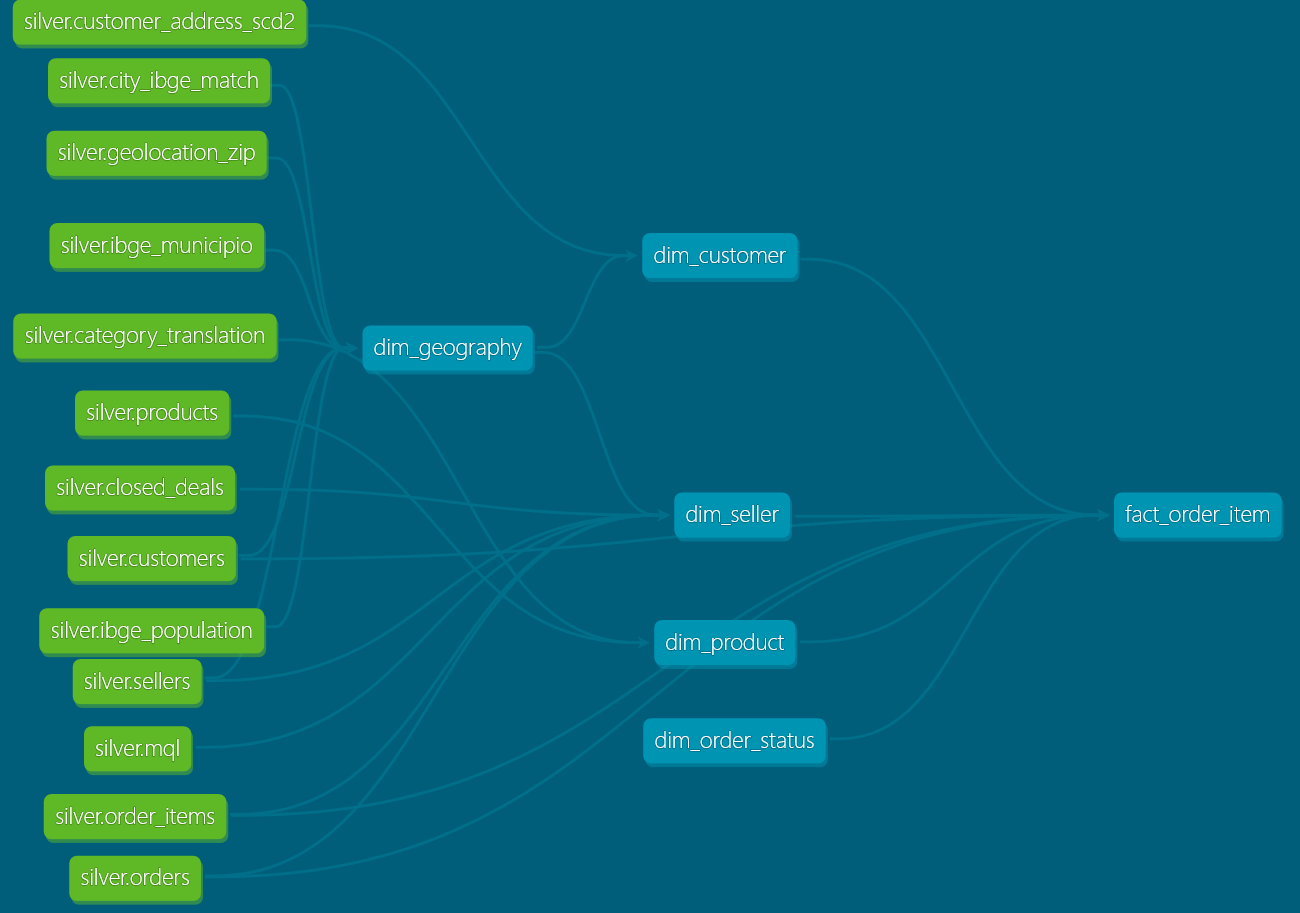 silver.customer_address_scd2
silver.city_ibge_match
silver.geolocation_zip
silver.ibge_municipio
silver.category_translation
silver.products
silver.closed_deals
silver.customers
silver.ibge_population
silver.sellers
silver.mql
silver.order_items
silver.orders
dim_geography
dim_customer
dim_seller
dim_product
dim_order_status
fact_order_item